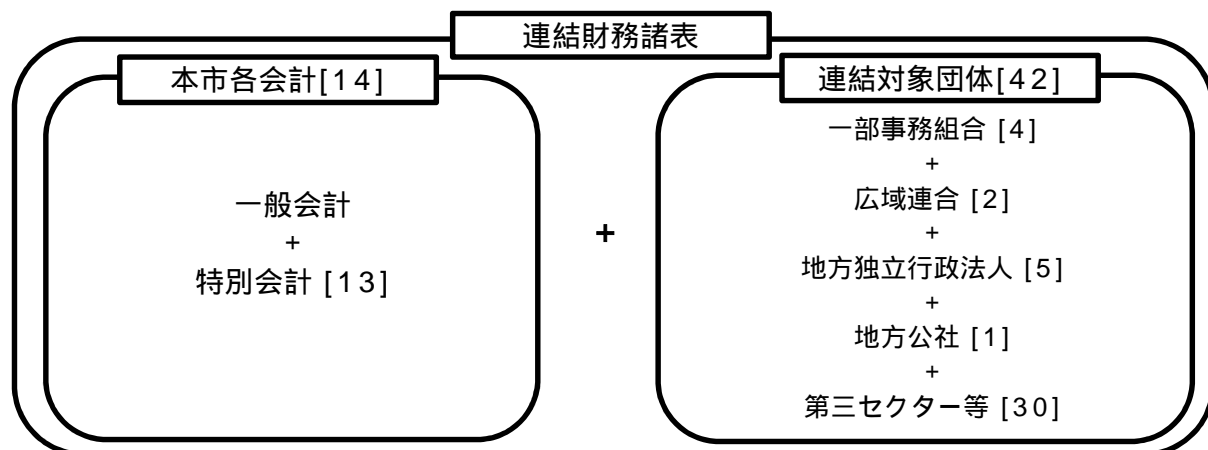 連結財務諸表
本市各会計[14]
一般会計
+
特別会計 [13]
+
連結対象団体[42]
一部事務組合 [4]
+
広域連合 [2]
+
地方独立行政法人 [5]
+
地方公社 [1]
+
第三セクター等 [30]